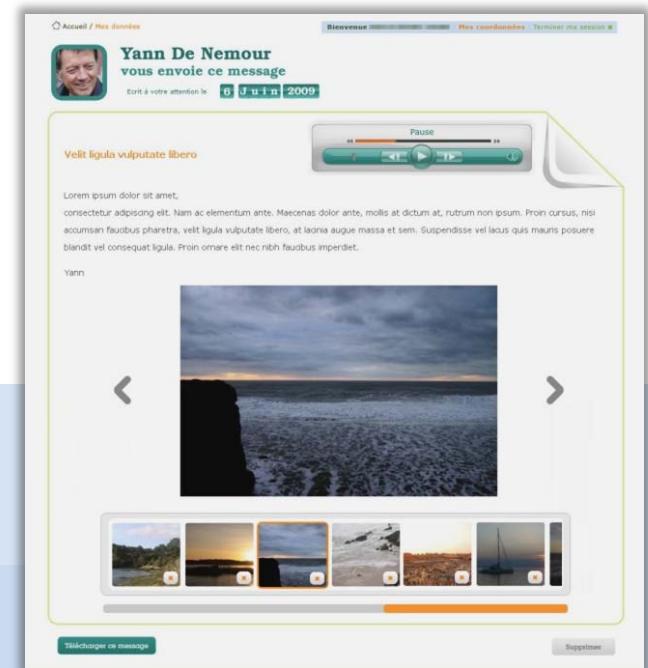 Accueil / Mes données
Bienvenue
Mes coordonnées
Terminer ma session
Yann De Nemour
vous envoie ce message
Ecrit à votre attention le 6 Juin 2009
Pause
Velit ligula vulputate libero
Lorem ipsum dolor sit amet,
consectetur adipiscing elit. Nam ac elementum ante. Maecenas dolor ante, mollis at dictum at, rutrum non ipsum. Proin cursus, nisi
accumsan faucibus pharetra, velit ligula vulputate libero, at lacinia augue massa et sem. Suspendisse vel lacus quis mauris posuere
blandit vel consequat ligula. Proin ornare elit nec nibh faucibus imperdiet.
Yann
Télécharger ce message
Supprimer